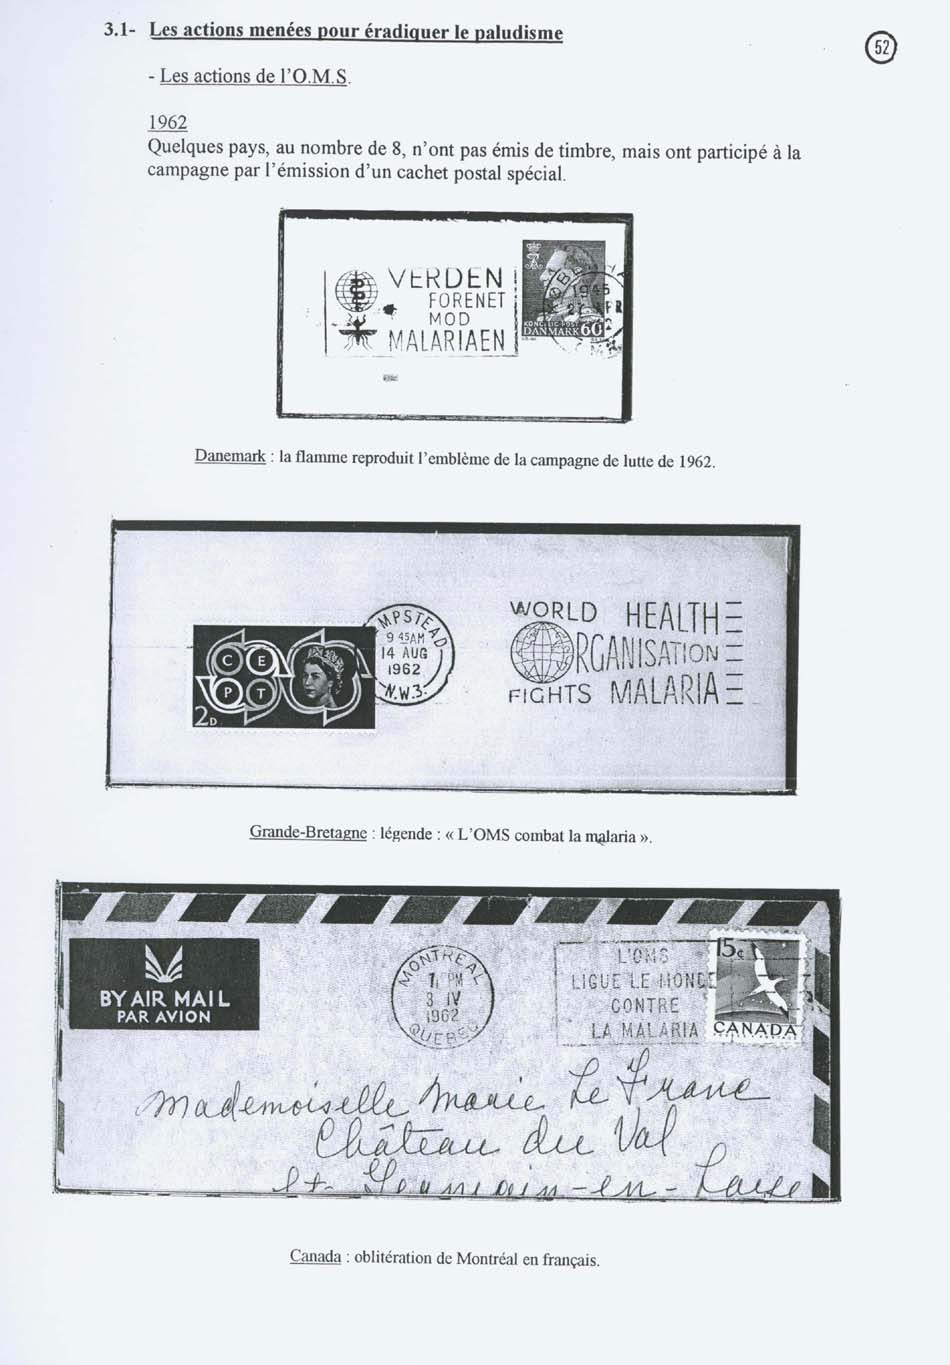 3.1- Les actions menées pour éradiquer le paludisme
52
- Les actions de l'O.M.S.
1962
Quelques pays, au nombre de 8, n'ont pas émis de timbre, mais ont participé à la
campagne par l'émission d'un cachet postal spécial.
VERDEN
FORENET
MOD
MALARIAEN
1945
DANMARK 60
Danemark : la flamme reproduit l'emblème de la campagne de lutte de 1962.
C E
P T
2D
MPSTEAD
9 45AM
14 AUG
1962
N.W.3.
WORLD HEALTH
ORGANISATION
FIGHTS MALARIA
Grande-Bretagne : légende : « L'OMS combat la malaria ».
BY AIR MAIL
PAR AVION
MONTREAL
PM
3 IV
1962
QUEBEC
L'OMS
LIGUE LE MONDE
CONTRE
LA MALARIA
15c
CANADA
Mademoiselle Marie Le Franc
Château du Val
St-Germain-en-Laye
Canada : oblitération de Montréal en français.